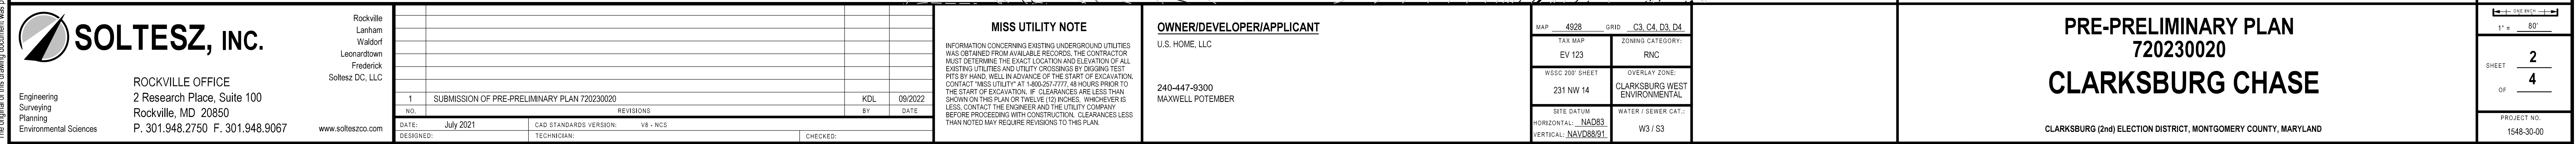 SOLTESZ, INC.
Rockville
Lanham
Waldorf
Leonardtown
Frederick
Soltesz DC, LLC
ROCKVILLE OFFICE
2 Research Place, Suite 100
Rockville, MD 20850
P. 301.948.2750 F. 301.948.9067
Engineering
Surveying
Planning
Environmental Sciences
www.solteszco.com
1 SUBMISSION OF PRE-PRELIMINARY PLAN 720230020 KDL 09/2022
NO. REVISIONS BY DATE
DATE: July 2021 CAD STANDARDS VERSION: V8 - NCS
DESIGNED: TECHNICIAN: CHECKED:
MISS UTILITY NOTE
INFORMATION CONCERNING EXISTING UNDERGROUND UTILITIES
WAS OBTAINED FROM AVAILABLE RECORDS. THE CONTRACTOR
MUST DETERMINE THE EXACT LOCATION AND ELEVATION OF ALL
EXISTING UTILITIES AND UTILITY CROSSINGS BY DIGGING TEST
PITS BY HAND, WELL IN ADVANCE OF THE START OF EXCAVATION.
CONTACT "MISS UTILITY" AT 1-800-257-7777, 48 HOURS PRIOR TO
THE START OF EXCAVATION. IF CLEARANCES ARE LESS THAN
SHOWN ON THIS PLAN OR TWELVE (12) INCHES, WHICHEVER IS
LESS, CONTACT THE ENGINEER AND THE UTILITY COMPANY
BEFORE PROCEEDING WITH CONSTRUCTION. CLEARANCES LESS
THAN NOTED MAY REQUIRE REVISIONS TO THIS PLAN.
OWNER/DEVELOPER/APPLICANT
U.S. HOME, LLC
240-447-9300
MAXWELL POTEMBER
MAP 4928 GRID C3, C4, D3, D4
TAX MAP
EV 123
ZONING CATEGORY:
RNC
WSSC 200' SHEET
231 NW 14
OVERLAY ZONE:
CLARKSBURG WEST
ENVIRONMENTAL
SITE DATUM
HORIZONTAL: NAD83
VERTICAL: NAVD88/91
WATER / SEWER CAT.:
W3 / S3
PRE-PRELIMINARY PLAN
720230020
CLARKSBURG CHASE
CLARKSBURG (2nd) ELECTION DISTRICT, MONTGOMERY COUNTY, MARYLAND
ONE INCH
1" = 80'
SHEET 2
OF 4
PROJECT NO.
1548-30-00